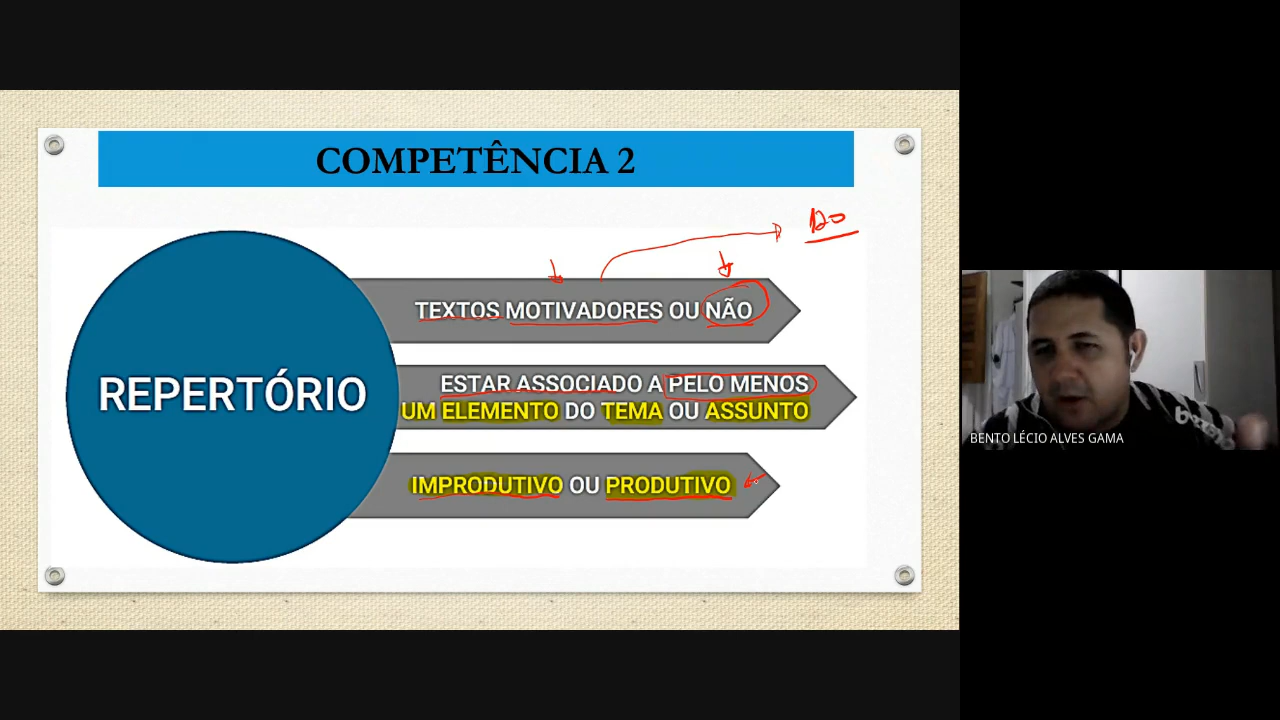 COMPETÊNCIA 2
120
TEXTOS MOTIVADORES OU NÃO
REPERTÓRIO
ESTAR ASSOCIADO A PELO MENOS
UM ELEMENTO DO TEMA OU ASSUNTO
IMPRODUTIVO OU PRODUTIVO
BENTO LÉCIO ALVES GAMA